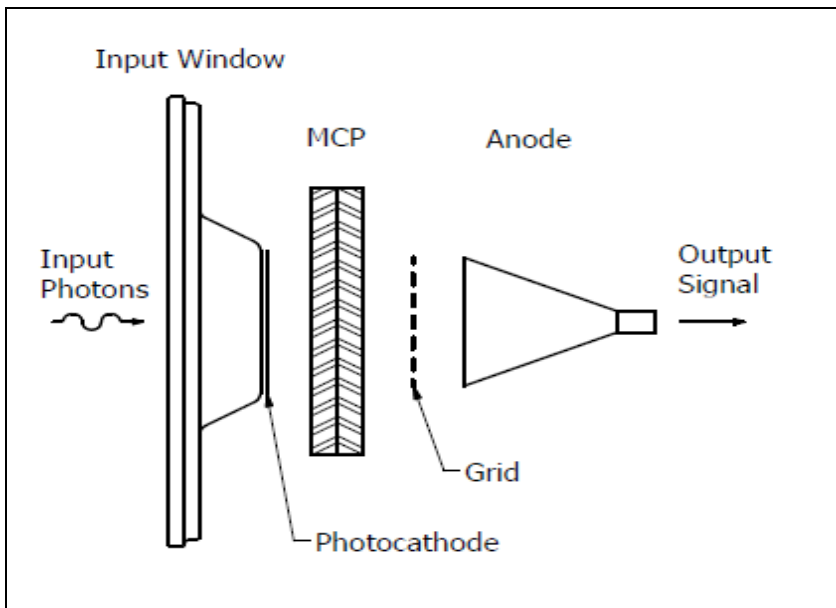 Input Window
MCP
Anode
Input
Photons
Output
Signal
Grid
Photocathode